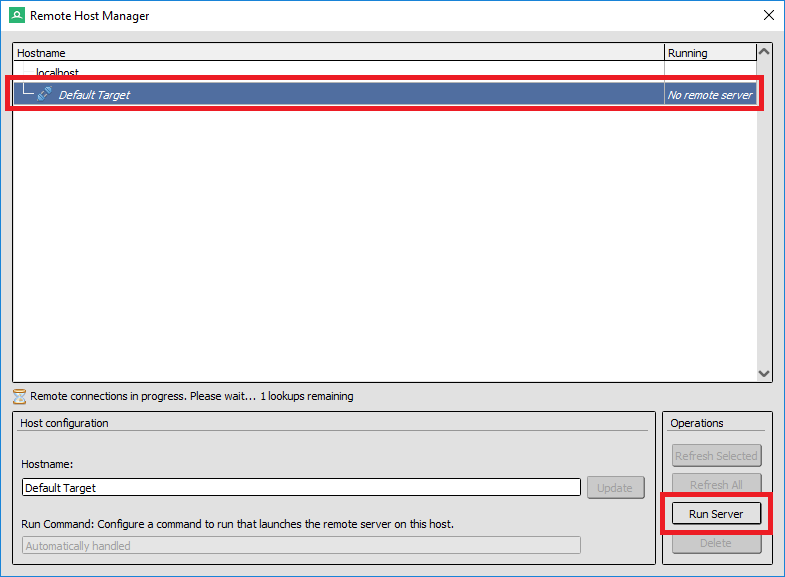 Remote Host Manager
Hostname Running
localhost
Default Target No remote server
Remote connections in progress. Please wait... 1 lookups remaining
Host configuration
Hostname:
Default Target Update
Run Command: Configure a command to run that launches the remote server on this host.
Automatically handled
Operations
Refresh Selected
Refresh All
Run Server
Delete